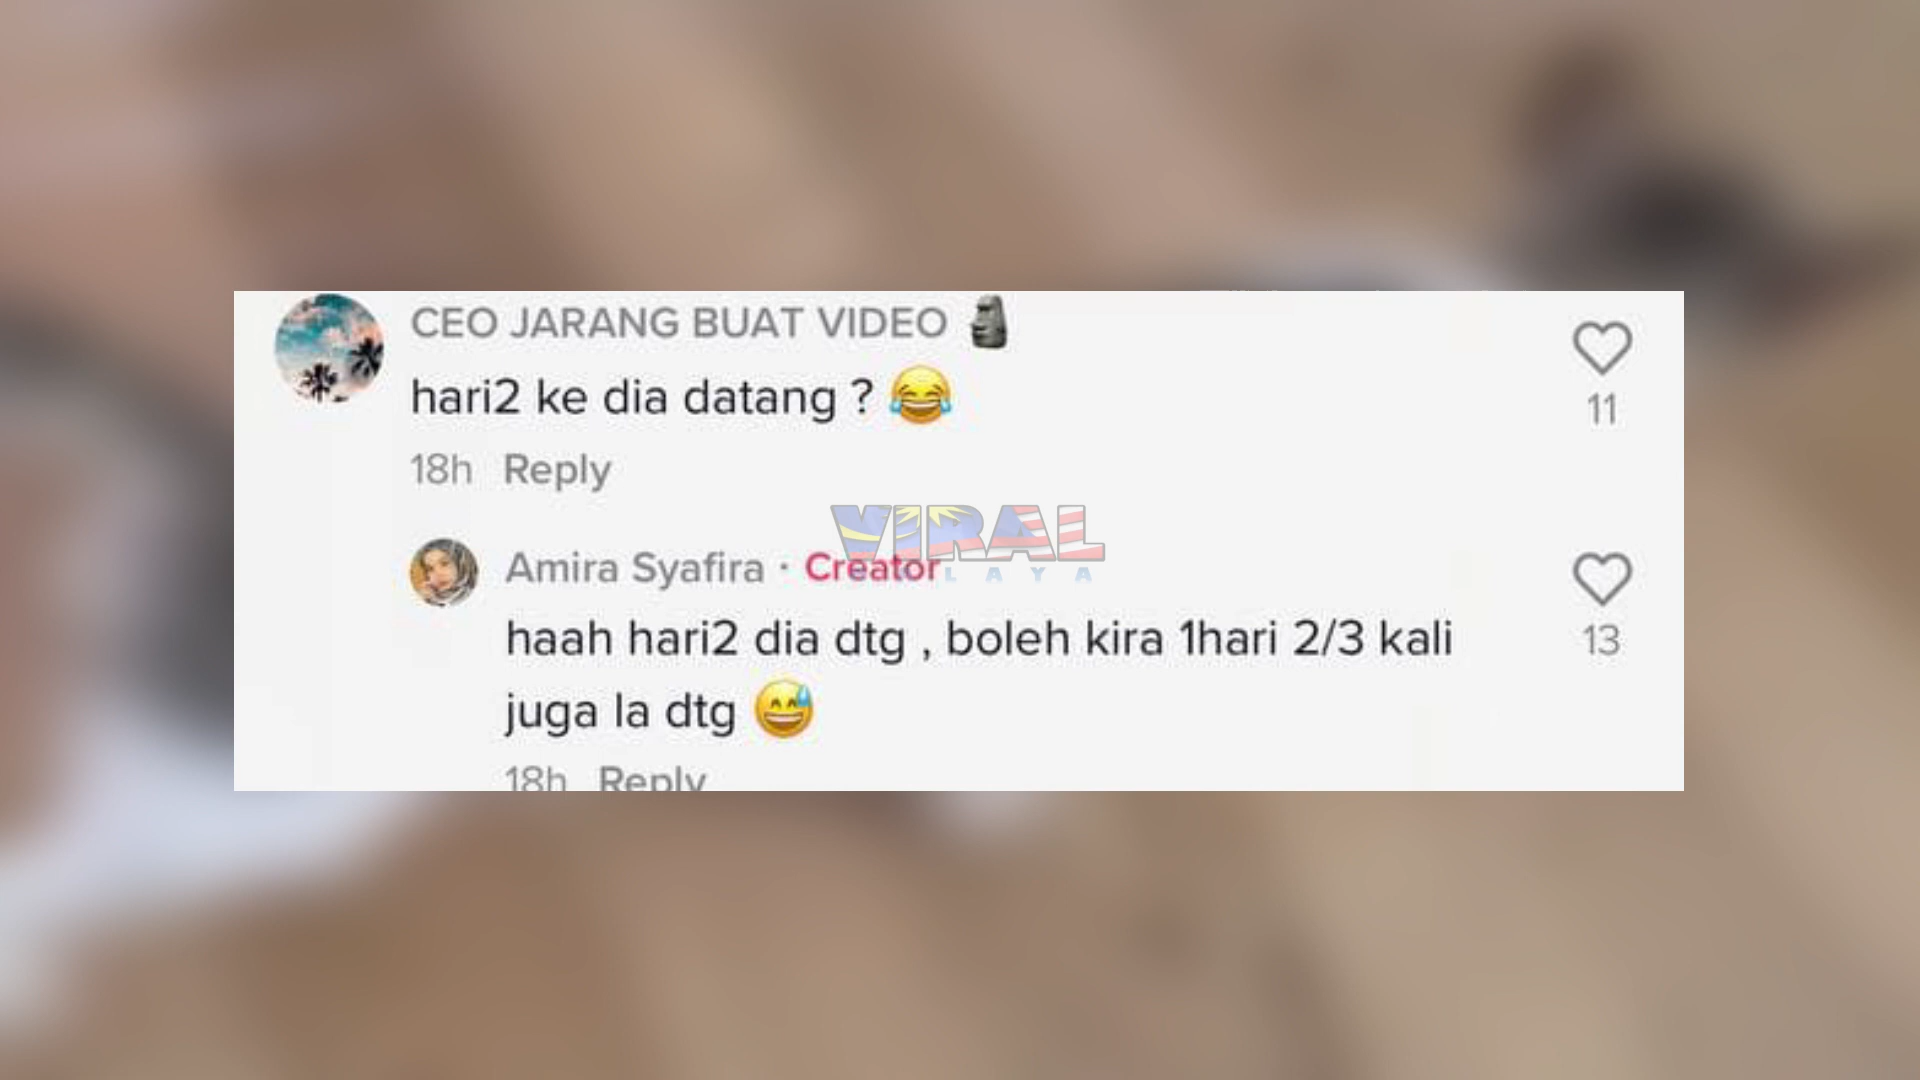 CEO JARANG BUAT VIDEO 🗿
hari2 ke dia datang ? 😂
11
18h Reply
VIRAL
Amira Syafira · Creator
haah hari2 dia dtg , boleh kira 1hari 2/3 kali
13
juga la dtg 😅
18h Reply